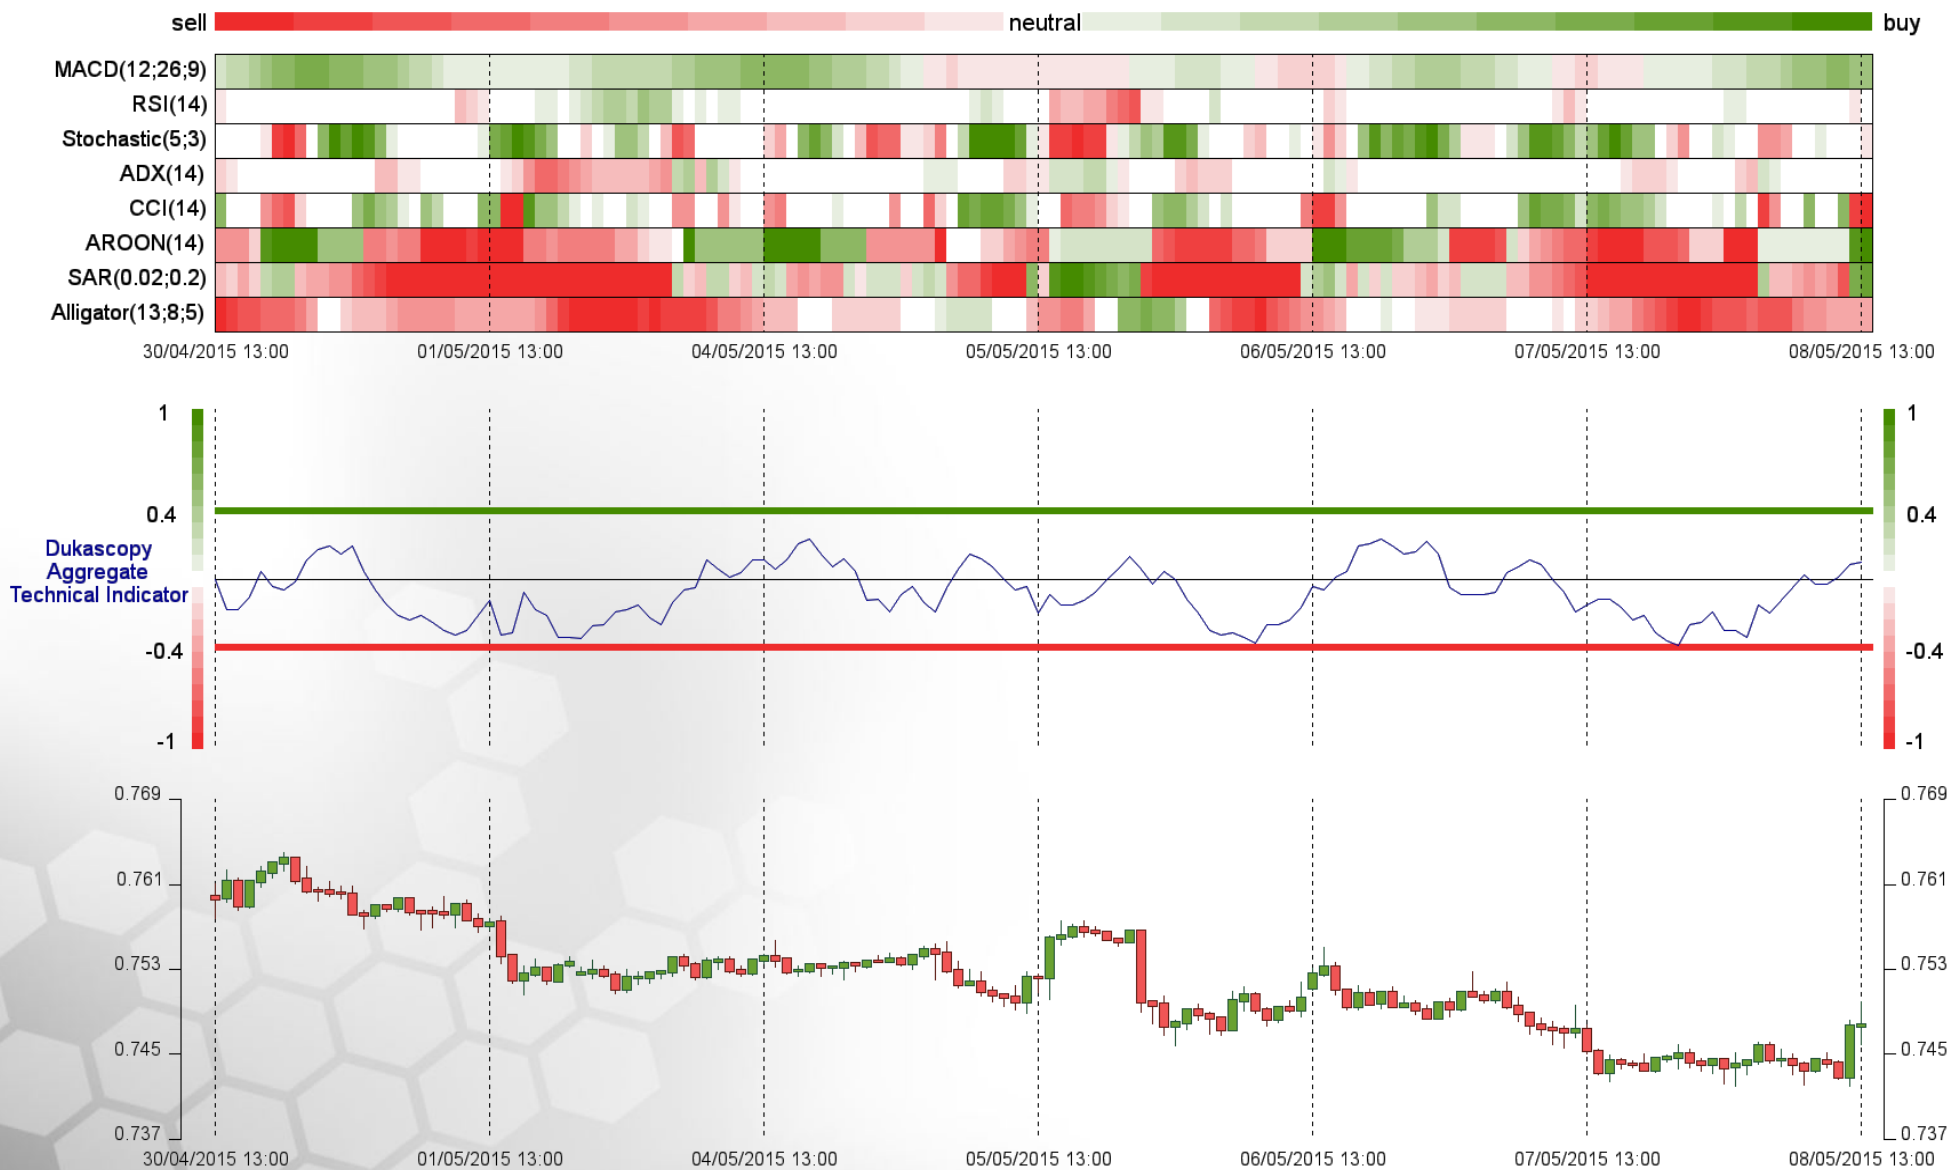 sell neutral buy
MACD(12;26;9)
RSI(14)
Stochastic(5;3)
ADX(14)
CCI(14)
AROON(14)
SAR(0.02;0.2)
Alligator(13;8;5)
30/04/2015 13:00 01/05/2015 13:00 04/05/2015 13:00 05/05/2015 13:00 06/05/2015 13:00 07/05/2015 13:00 08/05/2015 13:00
1 1
0.4 0.4
Dukascopy
Aggregate
Technical Indicator
-0.4 -0.4
-1 -1
0.769 0.769
0.761 0.761
0.753 0.753
0.745 0.745
0.737 0.737
30/04/2015 13:00 01/05/2015 13:00 04/05/2015 13:00 05/05/2015 13:00 06/05/2015 13:00 07/05/2015 13:00 08/05/2015 13:00